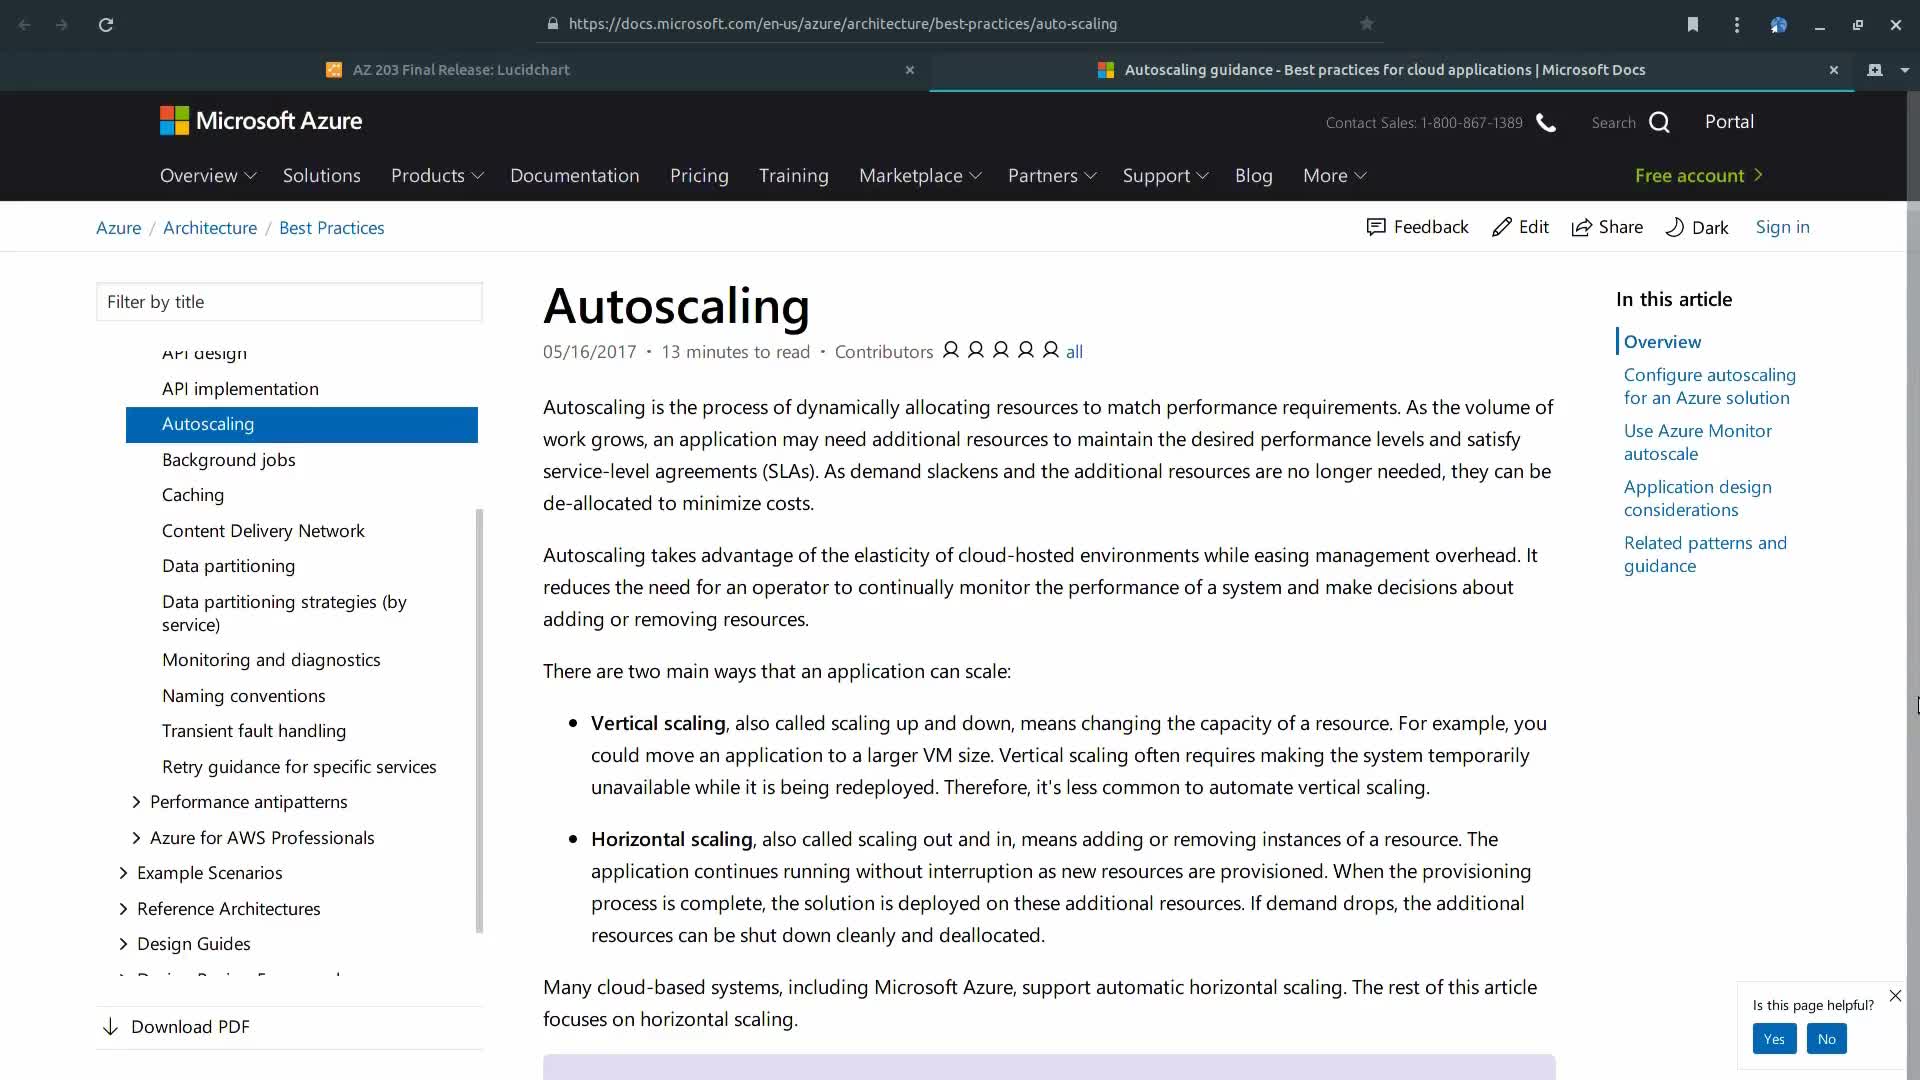 https://docs.microsoft.com/en-us/azure/architecture/best-practices/auto-scaling
AZ 203 Final Release: Lucidchart
Autoscaling guidance - Best practices for cloud applications | Microsoft Docs
Microsoft Azure
Contact Sales: 1-800-867-1389
Search
Portal
Overview
Solutions
Products
Documentation
Pricing
Training
Marketplace
Partners
Support
Blog
More
Free account
Azure / Architecture / Best Practices
Feedback
Edit
Share
Dark
Sign in
Filter by title
API design
API implementation
Autoscaling
Background jobs
Caching
Content Delivery Network
Data partitioning
Data partitioning strategies (by
service)
Monitoring and diagnostics
Naming conventions
Transient fault handling
Retry guidance for specific services
Performance antipatterns
Azure for AWS Professionals
Example Scenarios
Reference Architectures
Design Guides
Download PDF
Autoscaling
05/16/2017 • 13 minutes to read • Contributors all
Autoscaling is the process of dynamically allocating resources to match performance requirements. As the volume of
work grows, an application may need additional resources to maintain the desired performance levels and satisfy
service-level agreements (SLAs). As demand slackens and the additional resources are no longer needed, they can be
de-allocated to minimize costs.
Autoscaling takes advantage of the elasticity of cloud-hosted environments while easing management overhead. It
reduces the need for an operator to continually monitor the performance of a system and make decisions about
adding or removing resources.
There are two main ways that an application can scale:
• Vertical scaling, also called scaling up and down, means changing the capacity of a resource. For example, you
could move an application to a larger VM size. Vertical scaling often requires making the system temporarily
unavailable while it is being redeployed. Therefore, it's less common to automate vertical scaling.
• Horizontal scaling, also called scaling out and in, means adding or removing instances of a resource. The
application continues running without interruption as new resources are provisioned. When the provisioning
process is complete, the solution is deployed on these additional resources. If demand drops, the additional
resources can be shut down cleanly and deallocated.
Many cloud-based systems, including Microsoft Azure, support automatic horizontal scaling. The rest of this article
focuses on horizontal scaling.
In this article
Overview
Configure autoscaling
for an Azure solution
Use Azure Monitor
autoscale
Application design
considerations
Related patterns and
guidance
Is this page helpful?
Yes
No